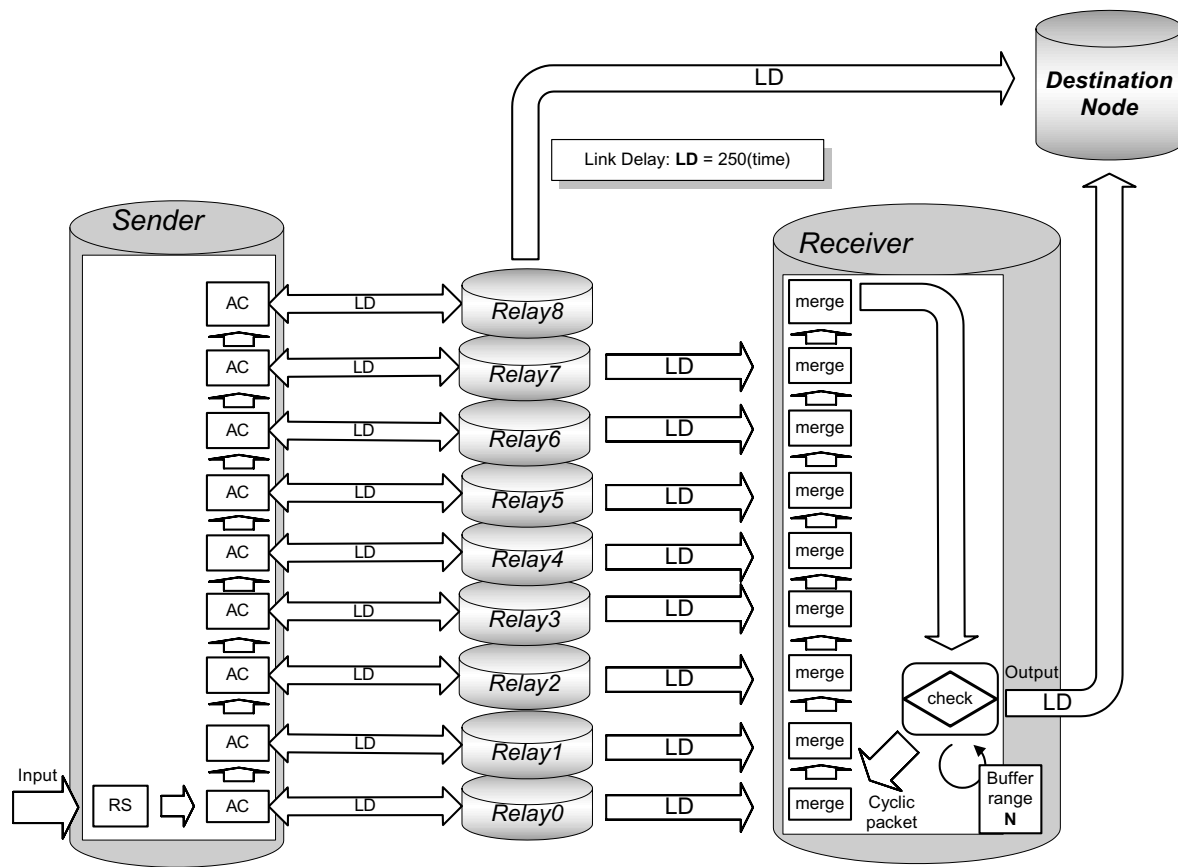 LD
Destination
Node
Link Delay: LD = 250(time)
Sender
Receiver
AC
LD
Relay8
merge
AC
LD
Relay7
LD
merge
AC
LD
Relay6
LD
merge
AC
LD
Relay5
LD
merge
AC
LD
Relay4
LD
merge
AC
LD
Relay3
LD
merge
AC
LD
Relay2
LD
merge
check
Output
LD
AC
LD
Relay1
LD
merge
Input
RS
AC
LD
Relay0
LD
merge
Cyclic
packet
Buffer
range
N